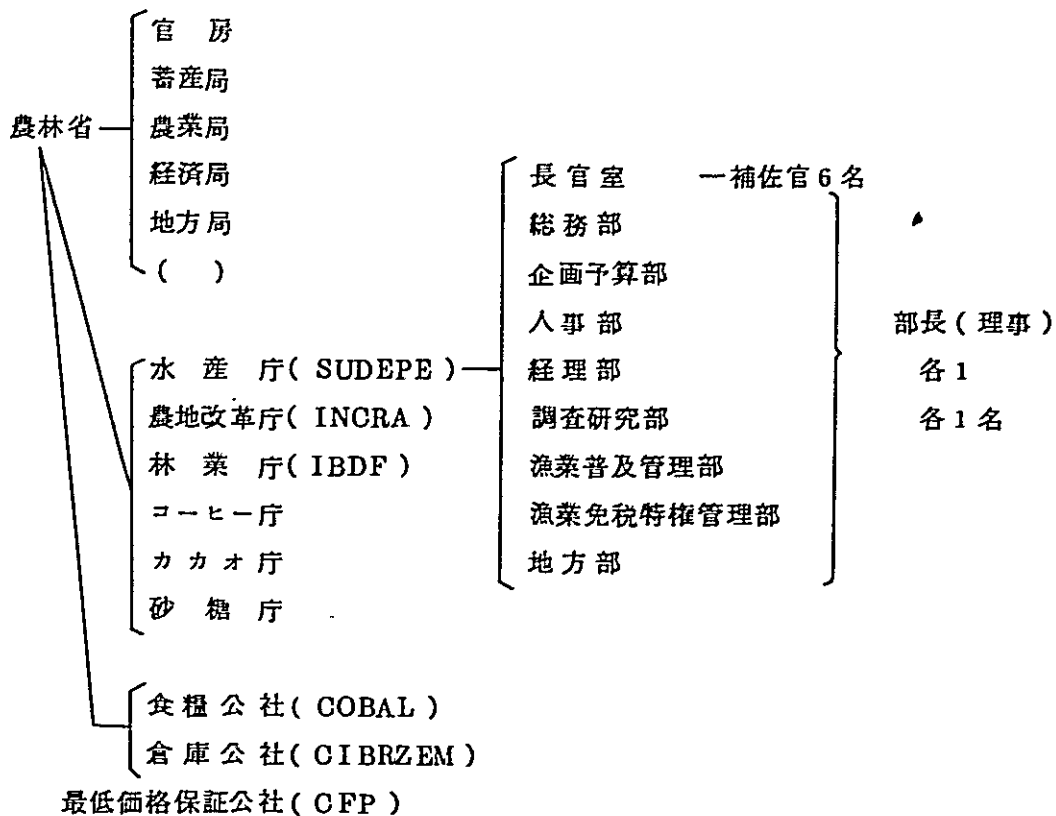 官房
蓄産局
農林省
農業局
経済局
地方局
( )
長官室 ー補佐官6名
総務部
企画予算部
人事部
部長(理事)
水産庁(SUDEPE)
経理部
各1
農地改革庁(INCRA)
調査研究部
各1名
林業庁(IBDF)
漁業普及管理部
コーヒー庁
漁業免税特権管理部
カカオ庁
地方部
砂糖庁
食糧公社(COBAL)
倉庫公社(CIBRZEM)
最低価格保証公社(CFP)